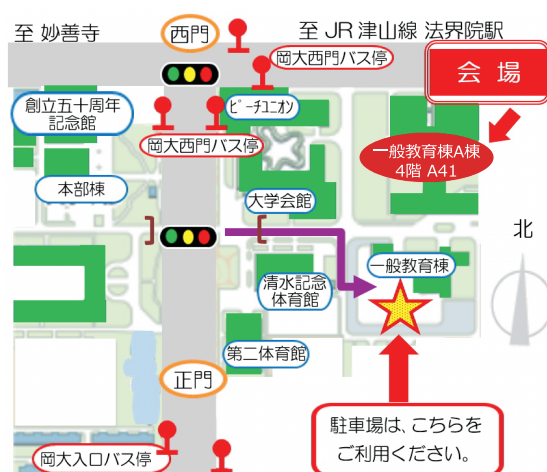 至 妙善寺
西門
至 JR 津山線 法界院駅
岡大西門バス停
会 場
創立五十周年
記念館
ピーチユニオン
岡大西門バス停
一般教育棟A棟
4階 A41
本部棟
大学会館
北
一般教育棟
清水記念
体育館
第二体育館
正門
駐車場は、こちらを
ご利用ください。
岡大入口バス停